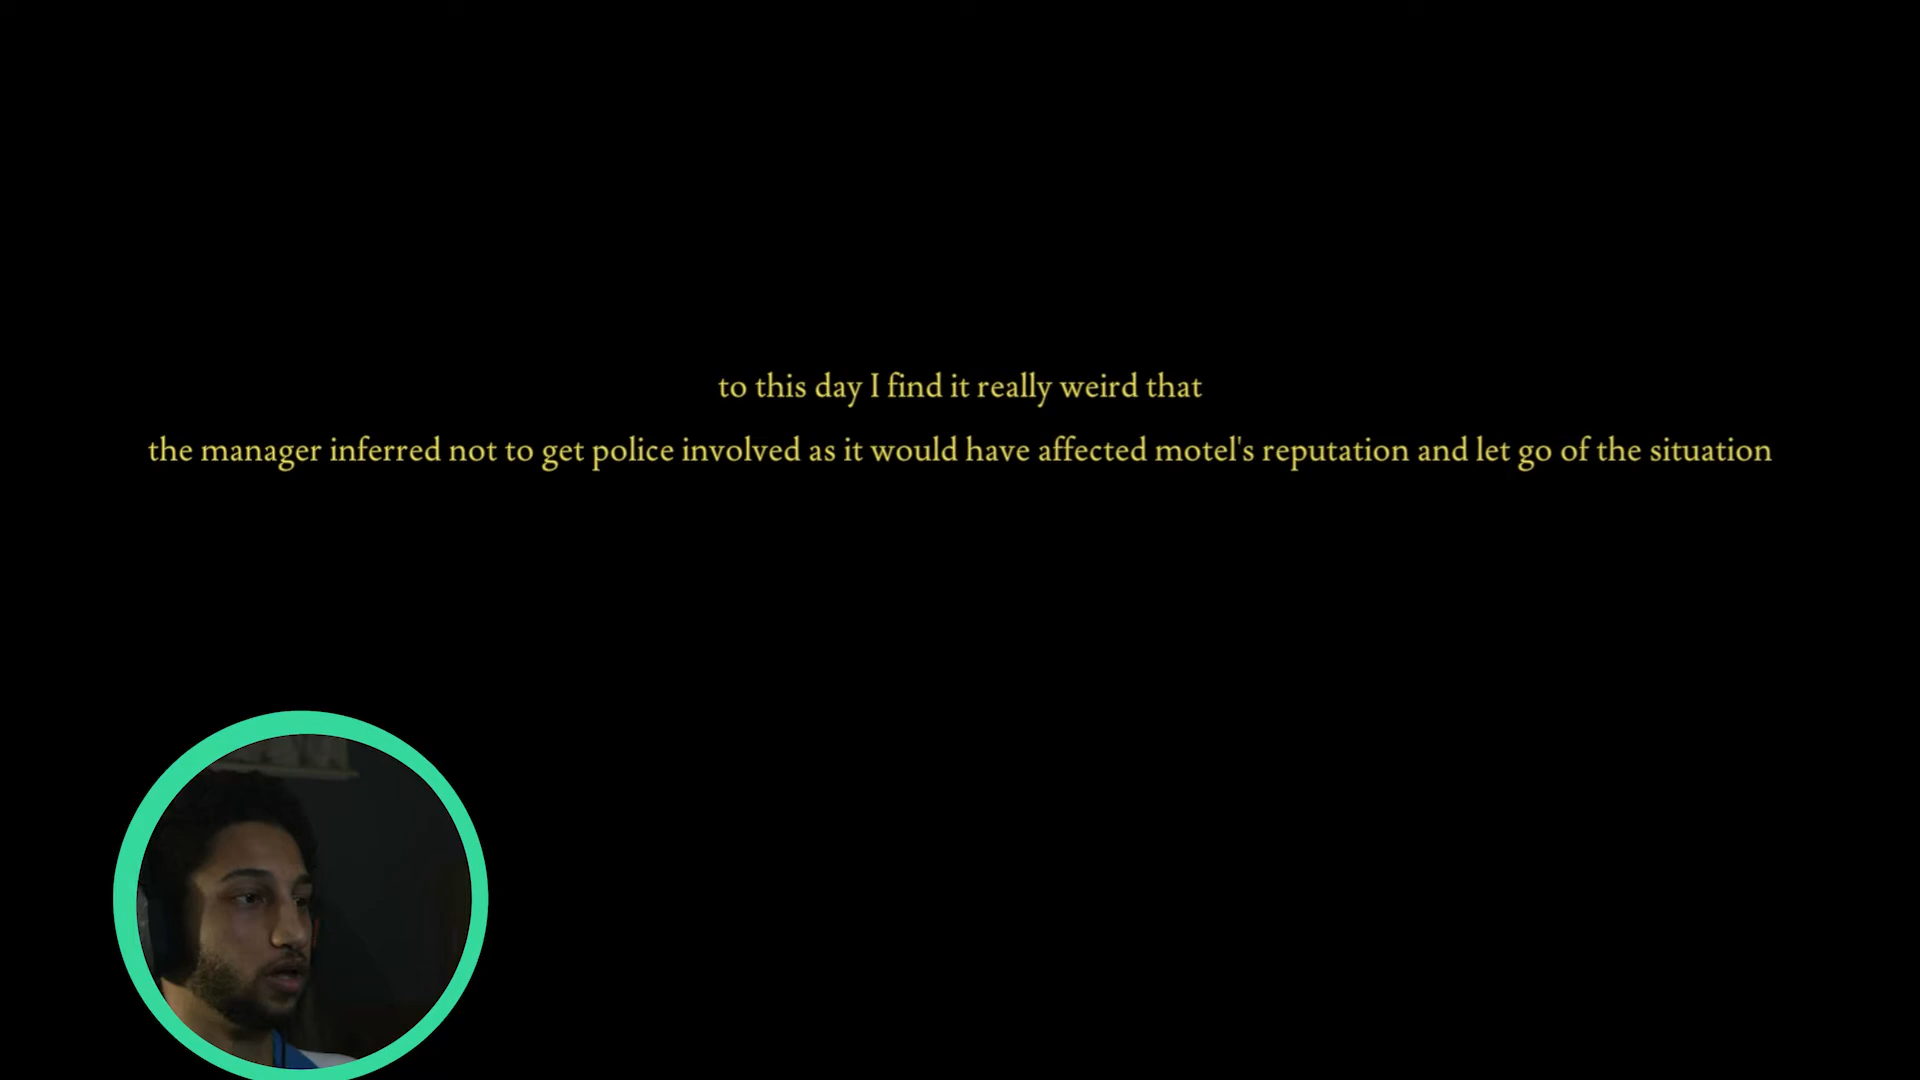 to this day I find it really weird that
the manager inferred not to get police involved as it would have affected motel's reputation and let go of the situation